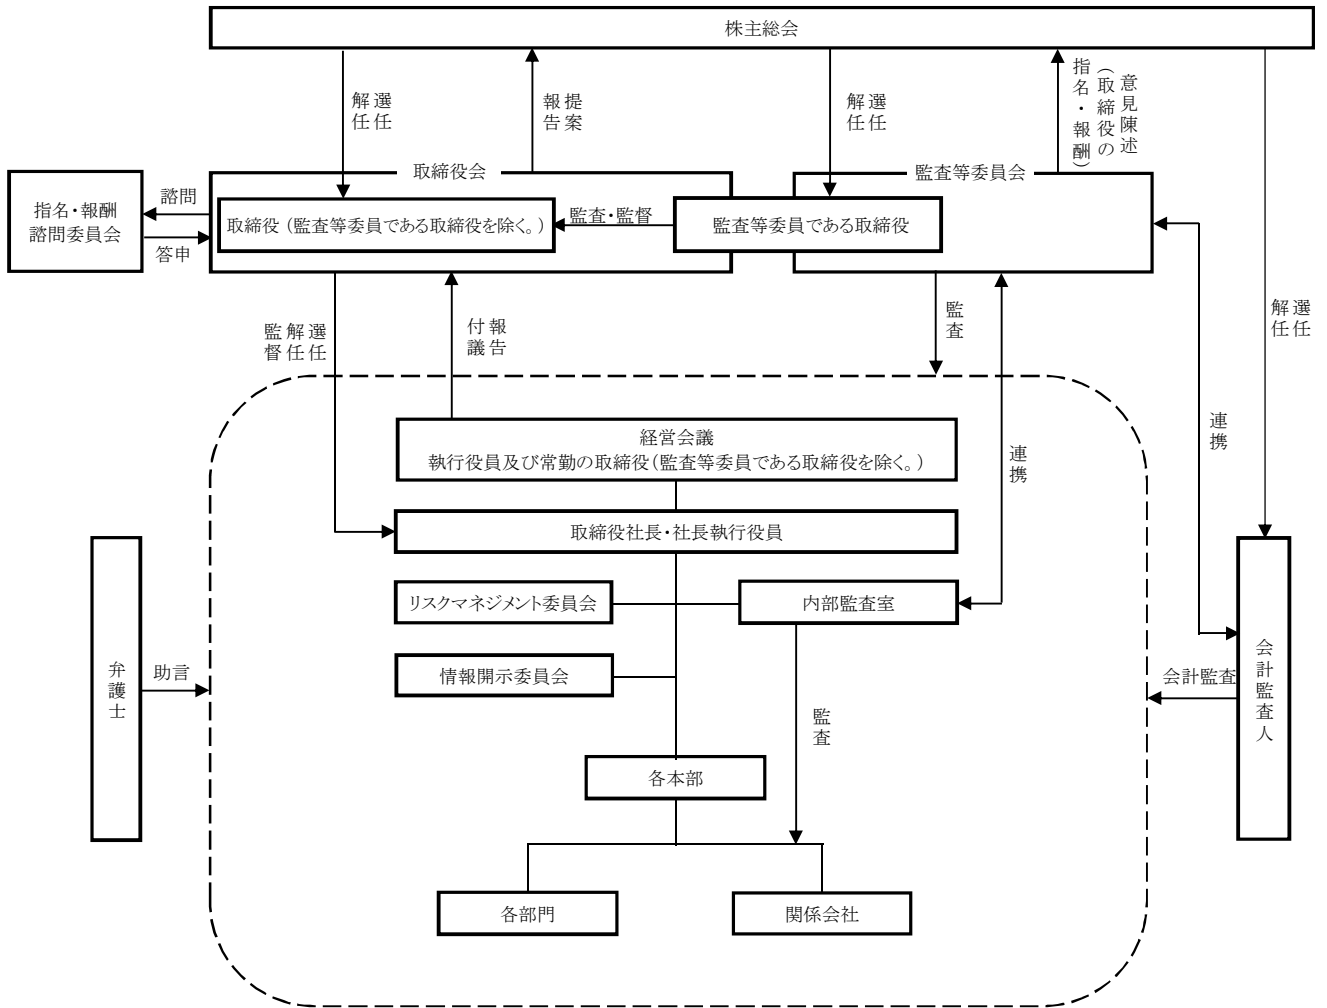 株主総会
選任
解任
提案
報告
選任
解任
意見陳述
(取締役の
指名・報酬)
取締役会
監査等委員会
指名・報酬
諮問委員会
諮問
答申
取締役(監査等委員である取締役を除く。)
監査・監督
監査等委員である取締役
選任
解任
監督
報告
付議
監査
選任
解任
連携
連携
経営会議
執行役員及び常勤の取締役(監査等委員である取締役を除く。)
取締役社長・社長執行役員
リスクマネジメント委員会
内部監査室
情報開示委員会
弁護士
助言
会計監査
会計監査人
監査
各本部
各部門
関係会社